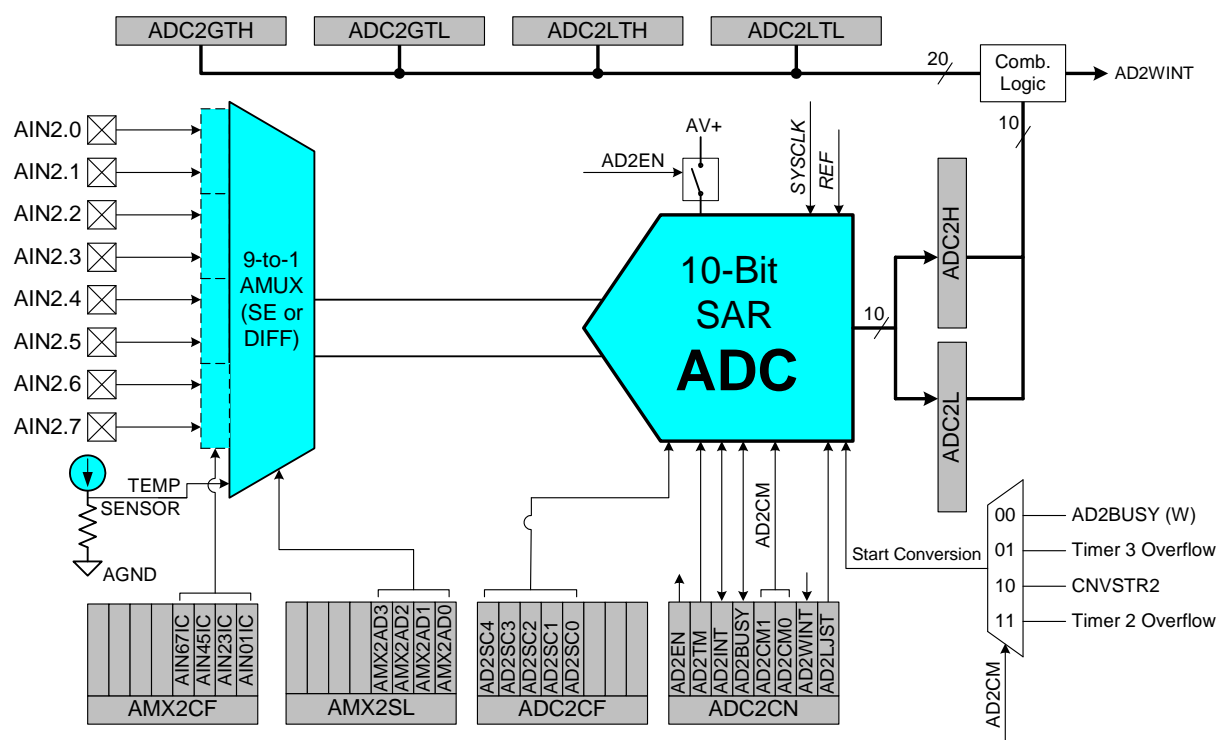 ADC2GTH
ADC2GTL
ADC2LTH
ADC2LTL
20
Comb.
Logic
AD2WINT
10
AIN2.0
AIN2.1
AIN2.2
AIN2.3
AIN2.4
AIN2.5
AIN2.6
AIN2.7
9-to-1
AMUX
(SE or
DIFF)
AV+
AD2EN
SYSCLK
REF
10-Bit
SAR
ADC
10
ADC2H
ADC2L
TEMP
SENSOR
AGND
AD2CM
Start Conversion
00
AD2BUSY (W)
01
Timer 3 Overflow
10
CNVSTR2
11
Timer 2 Overflow
AD2CM
AIN67IC
AIN45IC
AIN23IC
AIN01IC
AMX2CF
AMX2AD3
AMX2AD2
AMX2AD1
AMX2AD0
AMX2SL
AD2SC4
AD2SC3
AD2SC2
AD2SC1
AD2SC0
ADC2CF
AD2EN
AD2TM
AD2INT
AD2BUSY
AD2CM1
AD2CM0
AD2WINT
AD2LJST
ADC2CN